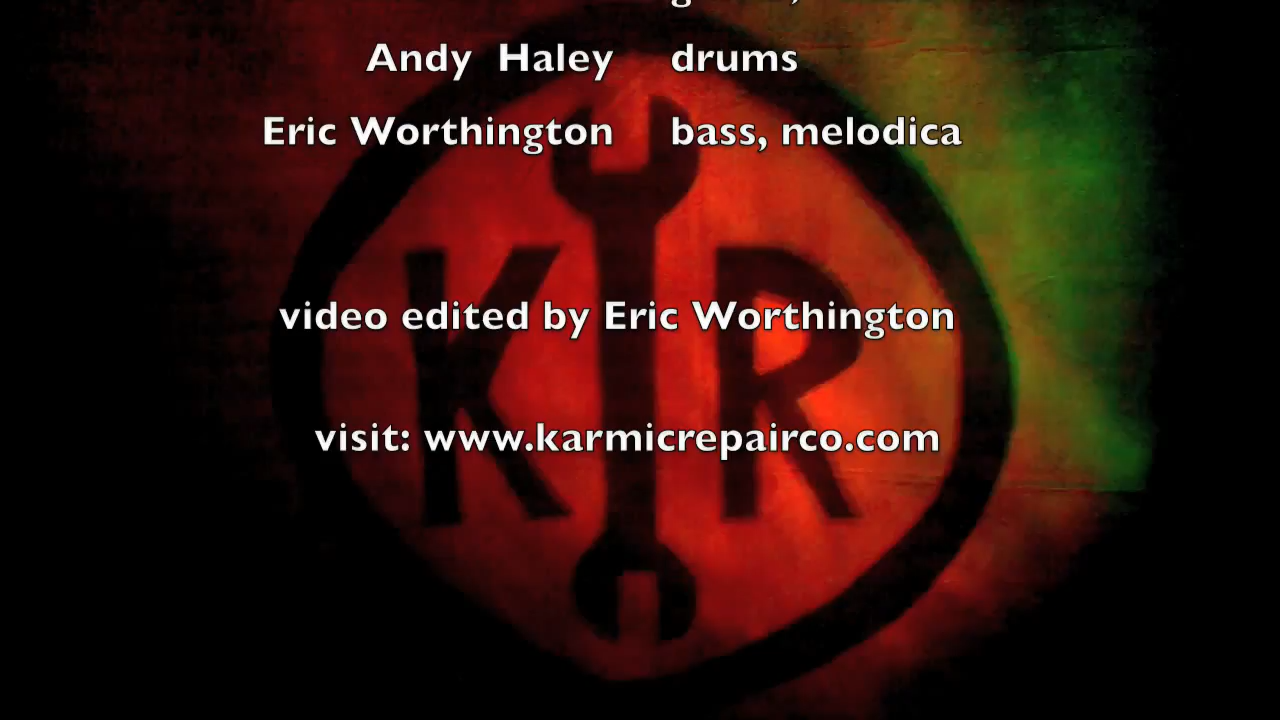 Andy Haley drums
Eric Worthington bass, melodica
video edited by Eric Worthington
visit: www.karmicrepairco.com
K R